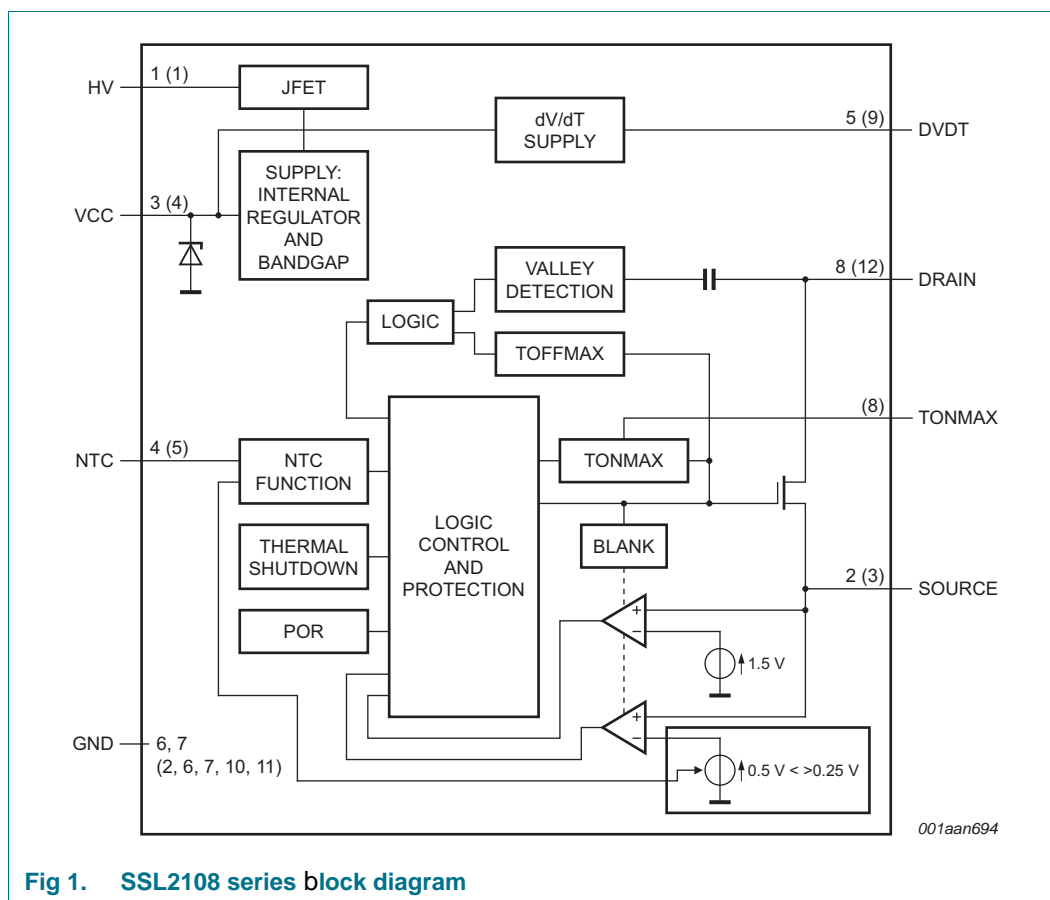 HV
1 (1)
JFET
dV/dT
SUPPLY
5 (9)
DVDT
SUPPLY:
INTERNAL
REGULATOR
AND
BANDGAP
VCC
3 (4)
VALLEY
DETECTION
8 (12)
DRAIN
LOGIC
TOFFMAX
(8)
TONMAX
NTC
4 (5)
NTC
FUNCTION
TONMAX
LOGIC
CONTROL
AND
PROTECTION
BLANK
THERMAL
SHUTDOWN
2 (3)
SOURCE
POR
+
−
1.5 V
+
−
0.5 V < >0.25 V
GND
6, 7
(2, 6, 7, 10, 11)
001aan694
Fig 1. SSL2108 series block diagram